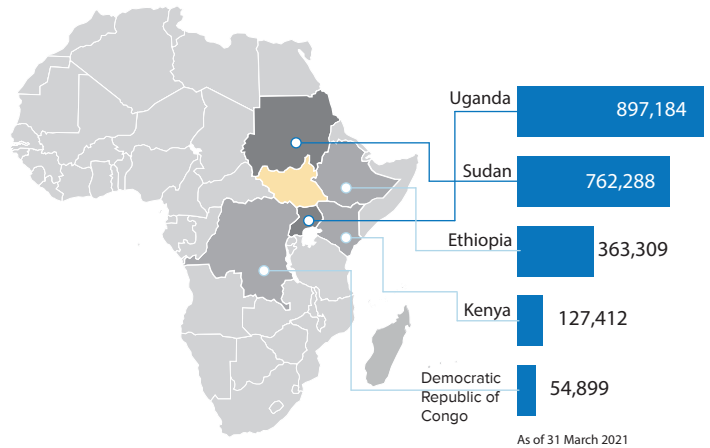 Uganda
897,184
Sudan
762,288
Ethiopia
363,309
Kenya
127,412
Democratic
Republic of
Congo
54,899
As of 31 March 2021